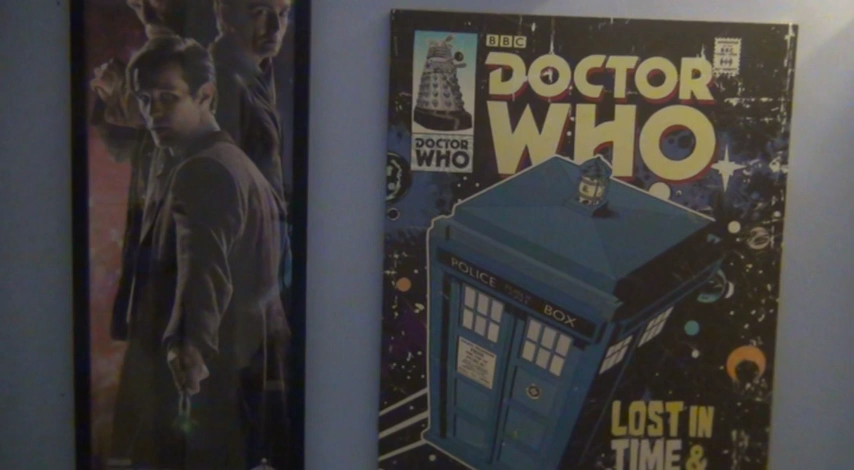 BBC
DOCTOR
WHO
DOCTOR
WHO
POLICE BOX
LOST IN
TIME &